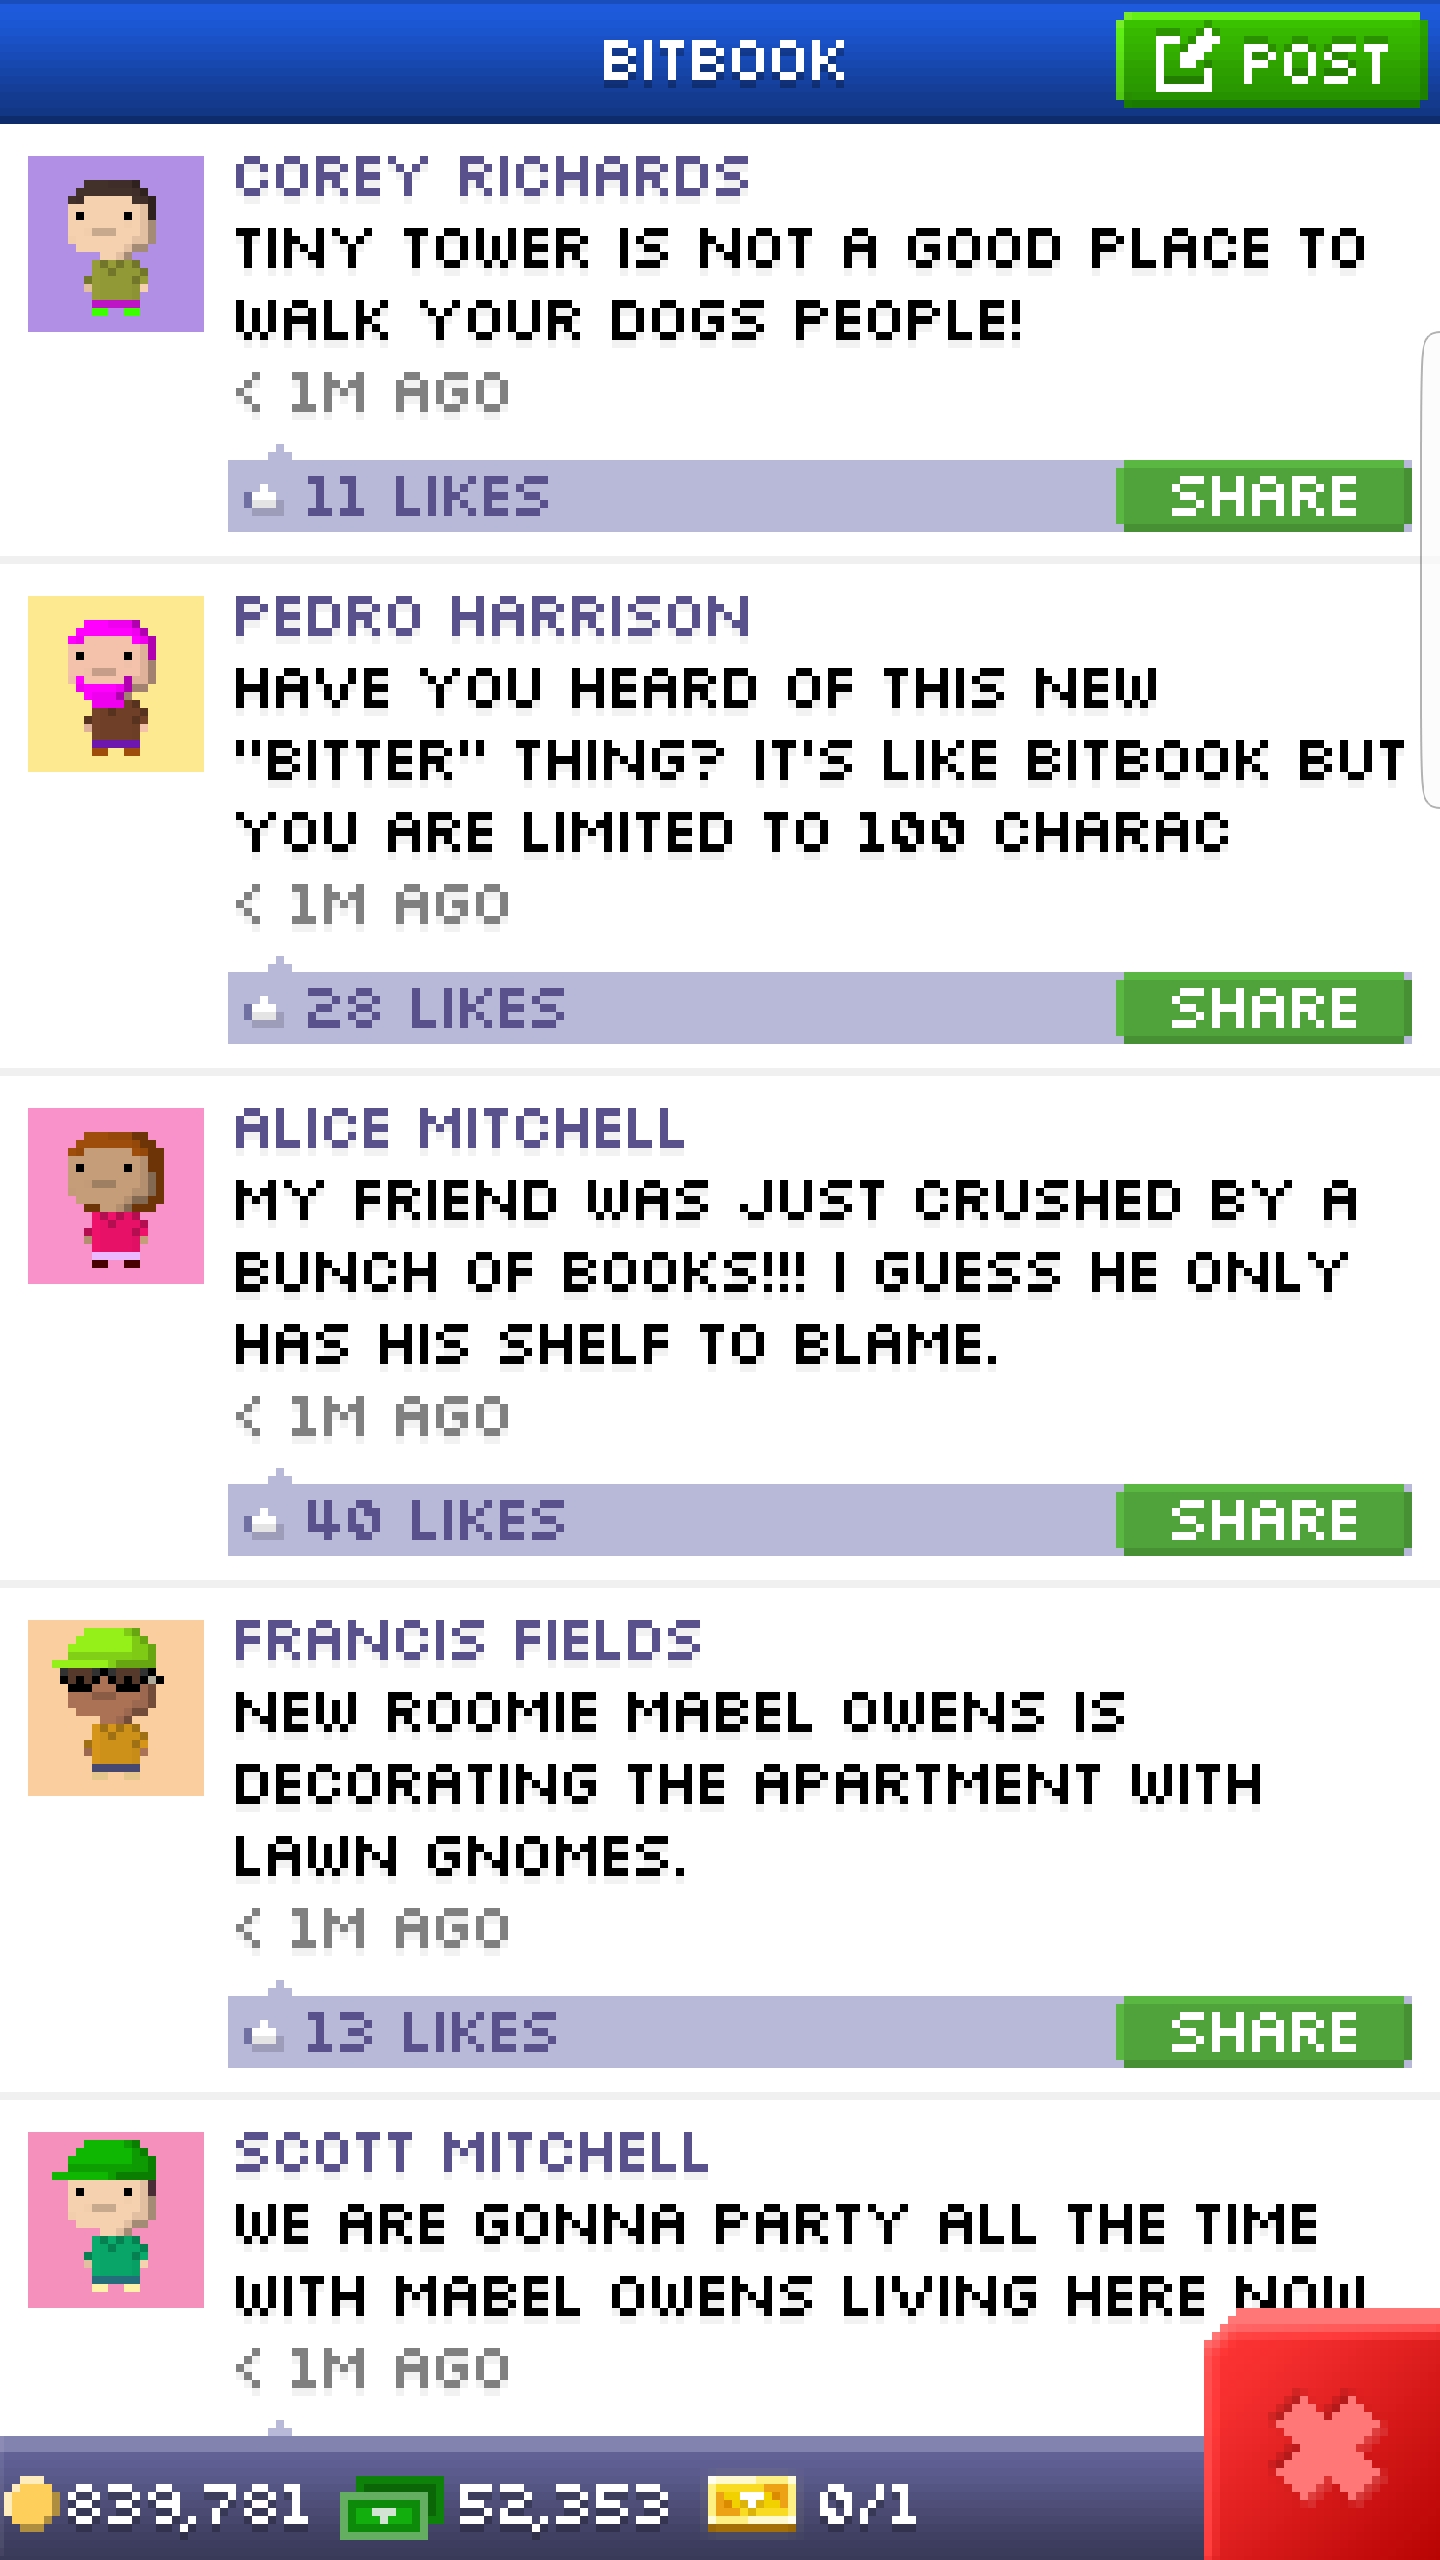 BITBOOK
POST
COREY RICHARDS
TINY TOWER IS NOT A GOOD PLACE TO
WALK YOUR DOGS PEOPLE!
< 1M AGO
11 LIKES
SHARE
PEDRO HARRISON
HAVE YOU HEARD OF THIS NEW
"BITTER" THING? IT'S LIKE BITBOOK BUT
YOU ARE LIMITED TO 100 CHARAC
< 1M AGO
28 LIKES
SHARE
ALICE MITCHELL
MY FRIEND WAS JUST CRUSHED BY A
BUNCH OF BOOKS!!! I GUESS HE ONLY
HAS HIS SHELF TO BLAME.
< 1M AGO
40 LIKES
SHARE
FRANCIS FIELDS
NEW ROOMIE MABEL OWENS IS
DECORATING THE APARTMENT WITH
LAWN GNOMES.
< 1M AGO
13 LIKES
SHARE
SCOTT MITCHELL
WE ARE GONNA PARTY ALL THE TIME
WITH MABEL OWENS LIVING HERE NOW
< 1M AGO
839,781
52,353
0/1